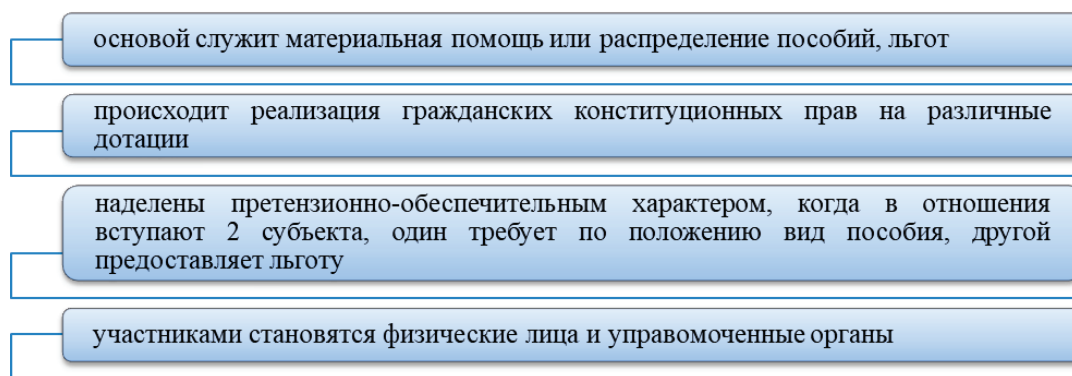 основой служит материальная помощь или распределение пособий, льгот
происходит реализация гражданских конституционных прав на различные
дотации
наделены претензионно-обеспечительным характером, когда в отношения
вступают 2 субъекта, один требует по положению вид пособия, другой
предоставляет льготу
участниками становятся физические лица и управомоченные органы